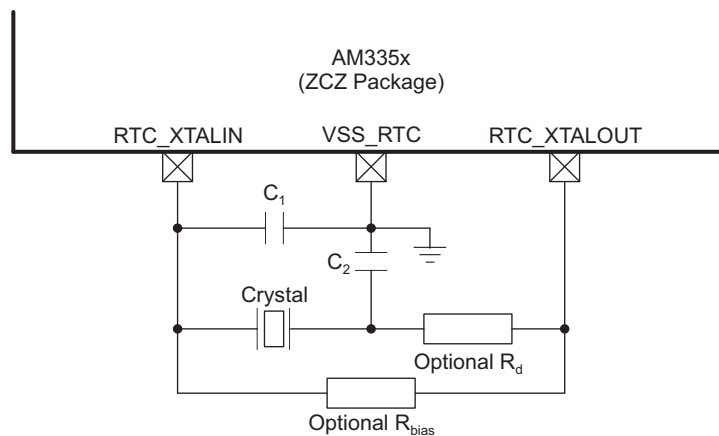 AM335x
(ZCZ Package)
RTC_XTALIN VSS_RTC RTC_XTALOUT
C1
C2
Crystal
Optional Rd
Optional Rbias